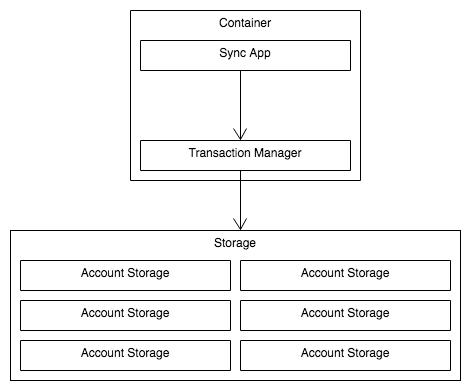 Container
Sync App
Transaction Manager
Storage
Account Storage
Account Storage
Account Storage
Account Storage
Account Storage
Account Storage